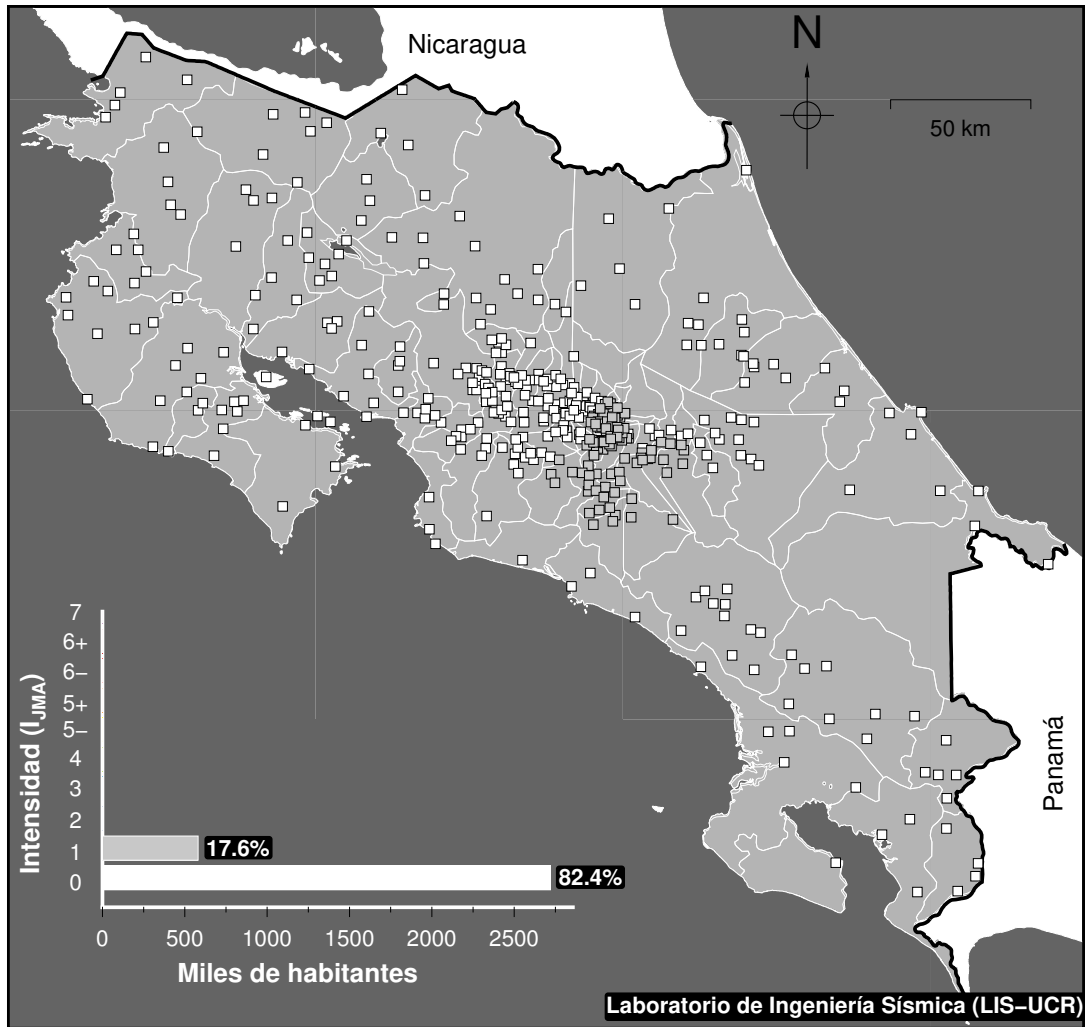 Nicaragua
N
50 km
Panamá
Intensidad (I_JMA)
7
6+
6−
5+
5−
4
3
2
1
0
17.6%
82.4%
0 500 1000 1500 2000 2500
Miles de habitantes
Laboratorio de Ingeniería Sísmica (LIS−UCR)